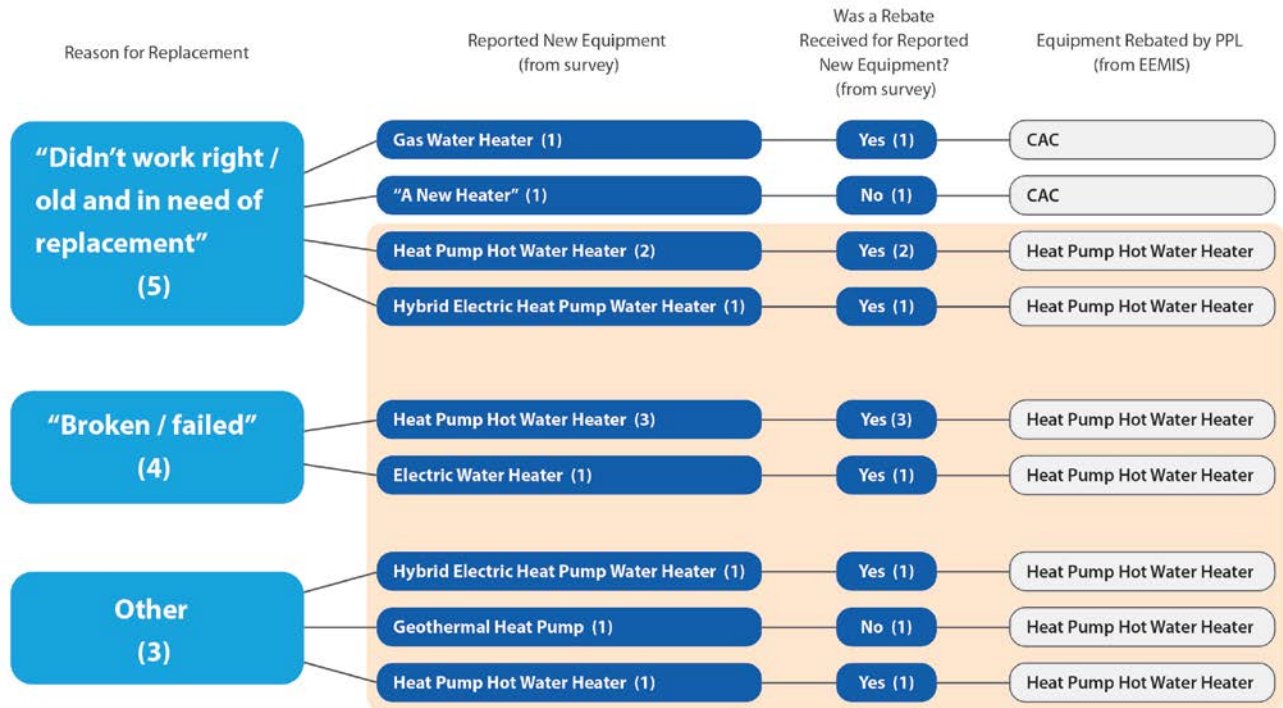 Reason for Replacement
Reported New Equipment
(from survey)
Was a Rebate
Received for Reported
New Equipment?
(from survey)
Equipment Rebated by PPL
(from EEMIS)
“Didn’t work right /
old and in need of
replacement”
(5)
Gas Water Heater (1)
Yes (1)
CAC
“A New Heater” (1)
No (1)
CAC
Heat Pump Hot Water Heater (2)
Yes (2)
Heat Pump Hot Water Heater
Hybrid Electric Heat Pump Water Heater (1)
Yes (1)
Heat Pump Hot Water Heater
“Broken / failed”
(4)
Heat Pump Hot Water Heater (3)
Yes (3)
Heat Pump Hot Water Heater
Electric Water Heater (1)
Yes (1)
Heat Pump Hot Water Heater
Other
(3)
Hybrid Electric Heat Pump Water Heater (1)
Yes (1)
Heat Pump Hot Water Heater
Geothermal Heat Pump (1)
No (1)
Heat Pump Hot Water Heater
Heat Pump Hot Water Heater (1)
Yes (1)
Heat Pump Hot Water Heater